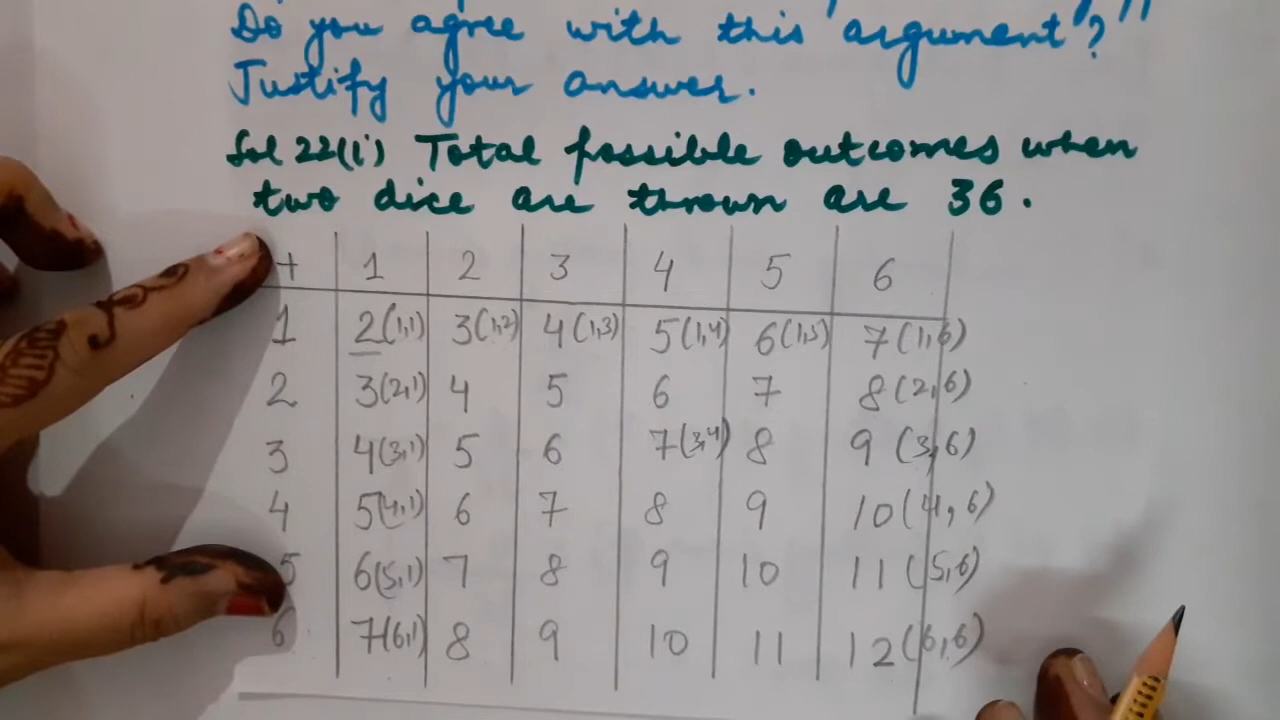 Do you agree with this argument?"
Justify your answer.
Sol 22(i) Total possible outcomes when
two dice are thrown are 36.
+ 1 2 3 4 5 6
1 2(1,1) 3(1,2) 4(1,3) 5(1,4) 6(1,5) 7(1,6)
2 3(2,1) 4 5 6 7 8(2,6)
3 4(3,1) 5 6 7(3,4) 8 9 (3,6)
4 5(4,1) 6 7 8 9 10(4,6)
5 6(5,1) 7 8 9 10 11(5,6)
6 7(6,1) 8 9 10 11 12(6,6)